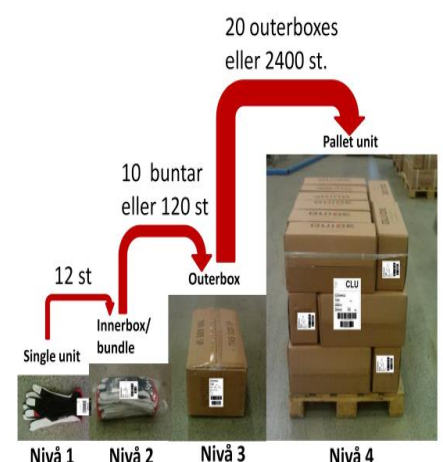 20 outerboxes
eller 2400 st.
Pallet unit
10 buntar
eller 120 st
Outerbox
12 st
Innerbox/
bundle
Single unit
CLU
Nivå 1
Nivå 2
Nivå 3
Nivå 4